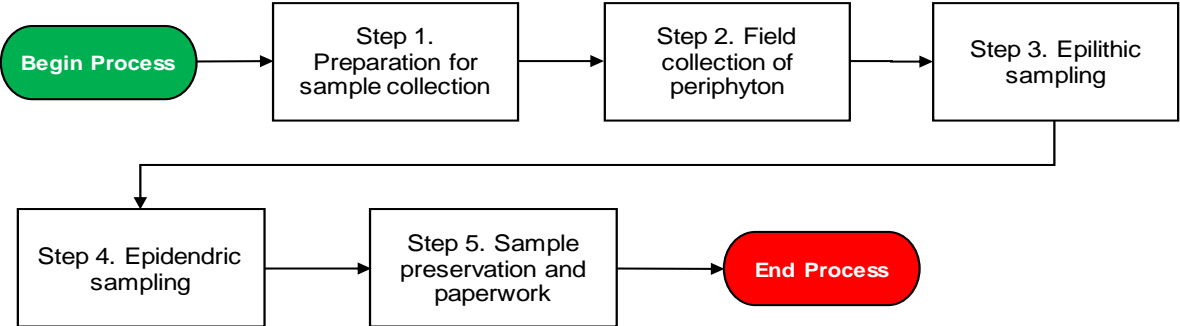 Begin Process
Step 1.
Preparation for
sample collection
Step 2. Field
collection of
periphyton
Step 3. Epilithic
sampling
Step 4. Epidendric
sampling
Step 5. Sample
preservation and
paperwork
End Process